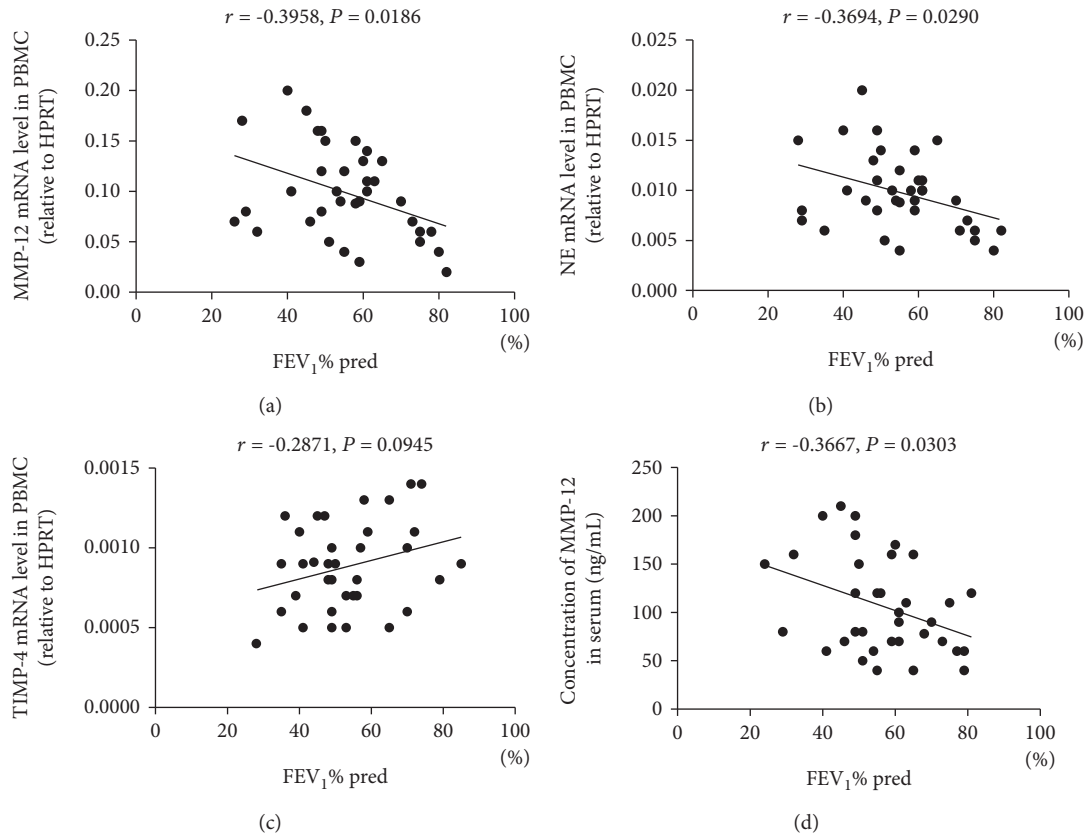 r = -0.3958, P = 0.0186
MMP-12 mRNA level in PBMC
(relative to HPRT)
0.25
0.20
0.15
0.10
0.05
0.00
0 20 40 60 80 100
(%)
FEV1% pred
(a)
r = -0.3694, P = 0.0290
NE mRNA level in PBMC
(relative to HPRT)
0.025
0.020
0.015
0.010
0.005
0.000
0 20 40 60 80 100
(%)
FEV1% pred
(b)
r = -0.2871, P = 0.0945
TIMP-4 mRNA level in PBMC
(relative to HPRT)
0.0015
0.0010
0.0005
0.0000
0 20 40 60 80 100
(%)
FEV1% pred
(c)
r = -0.3667, P = 0.0303
Concentration of MMP-12
in serum (ng/mL)
250
200
150
100
50
0
0 20 40 60 80 100
(%)
FEV1% pred
(d)